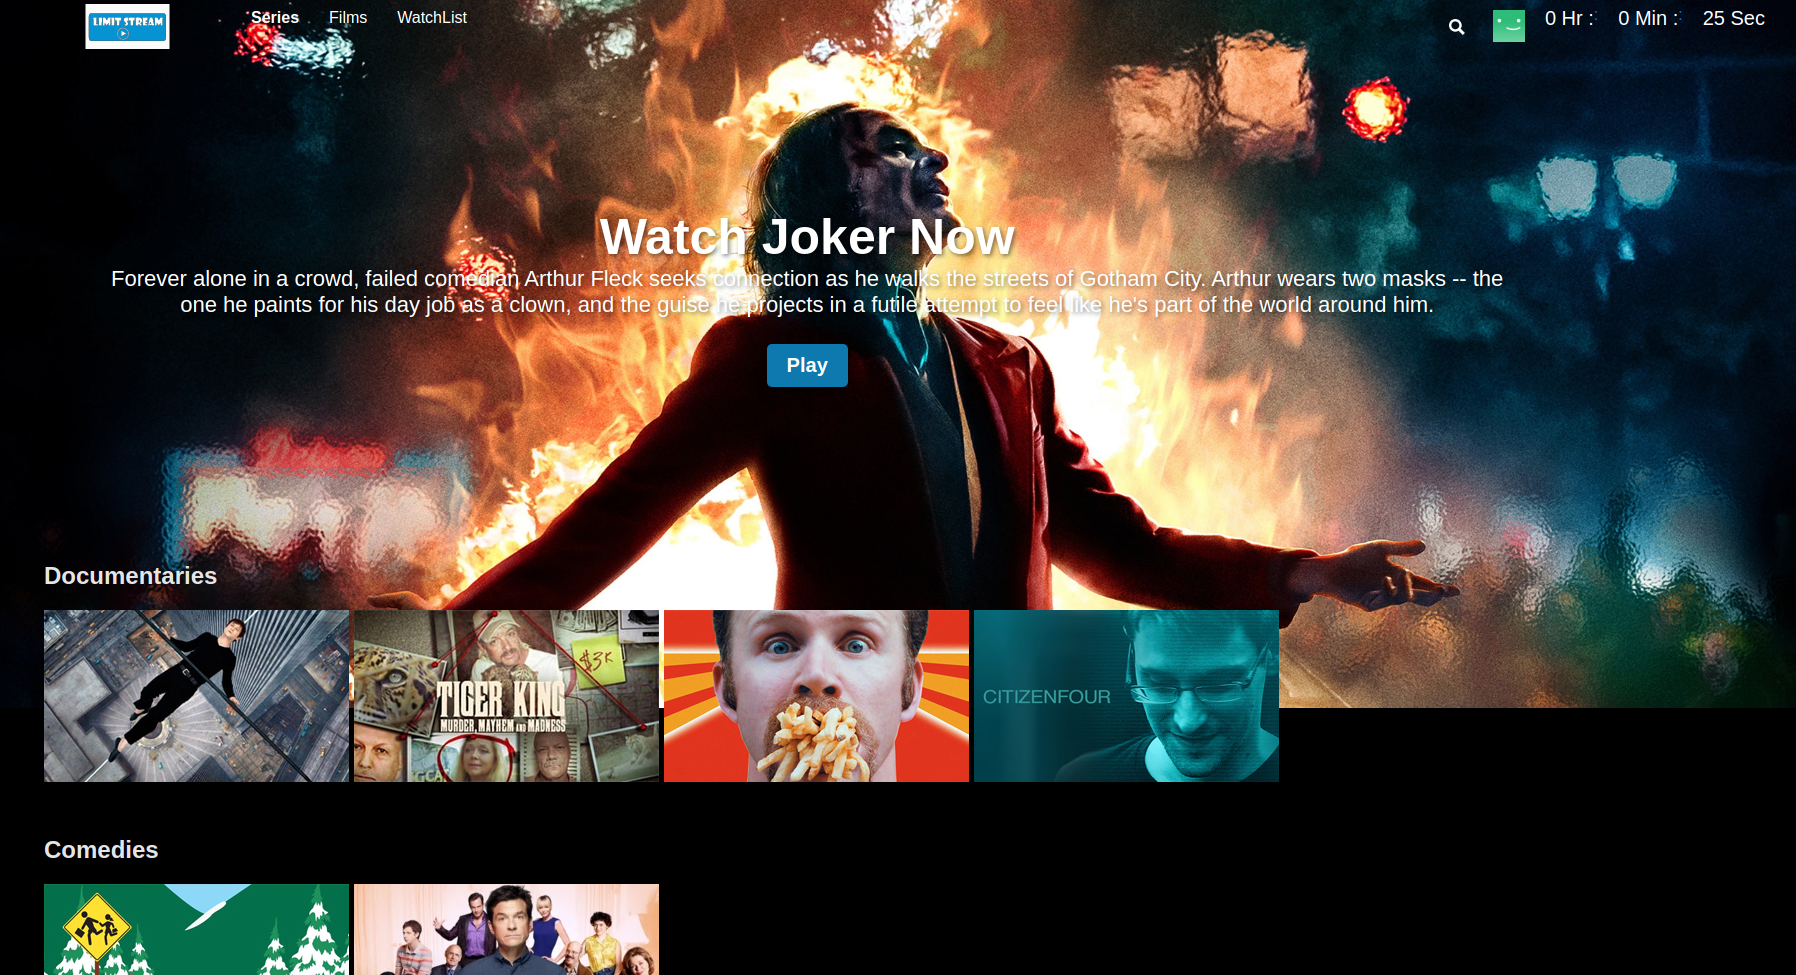 LIMIT STREAM
Series Films WatchList
0 Hr : 0 Min : 25 Sec
Watch Joker Now
Forever alone in a crowd, failed comedian Arthur Fleck seeks connection as he walks the streets of Gotham City. Arthur wears two masks -- the
one he paints for his day job as a clown, and the guise he projects in a futile attempt to feel like he's part of the world around him.
Play
Documentaries
$3K
TIGER KING
MURDER, MAYHEM AND MADNESS
CITIZENFOUR
Comedies